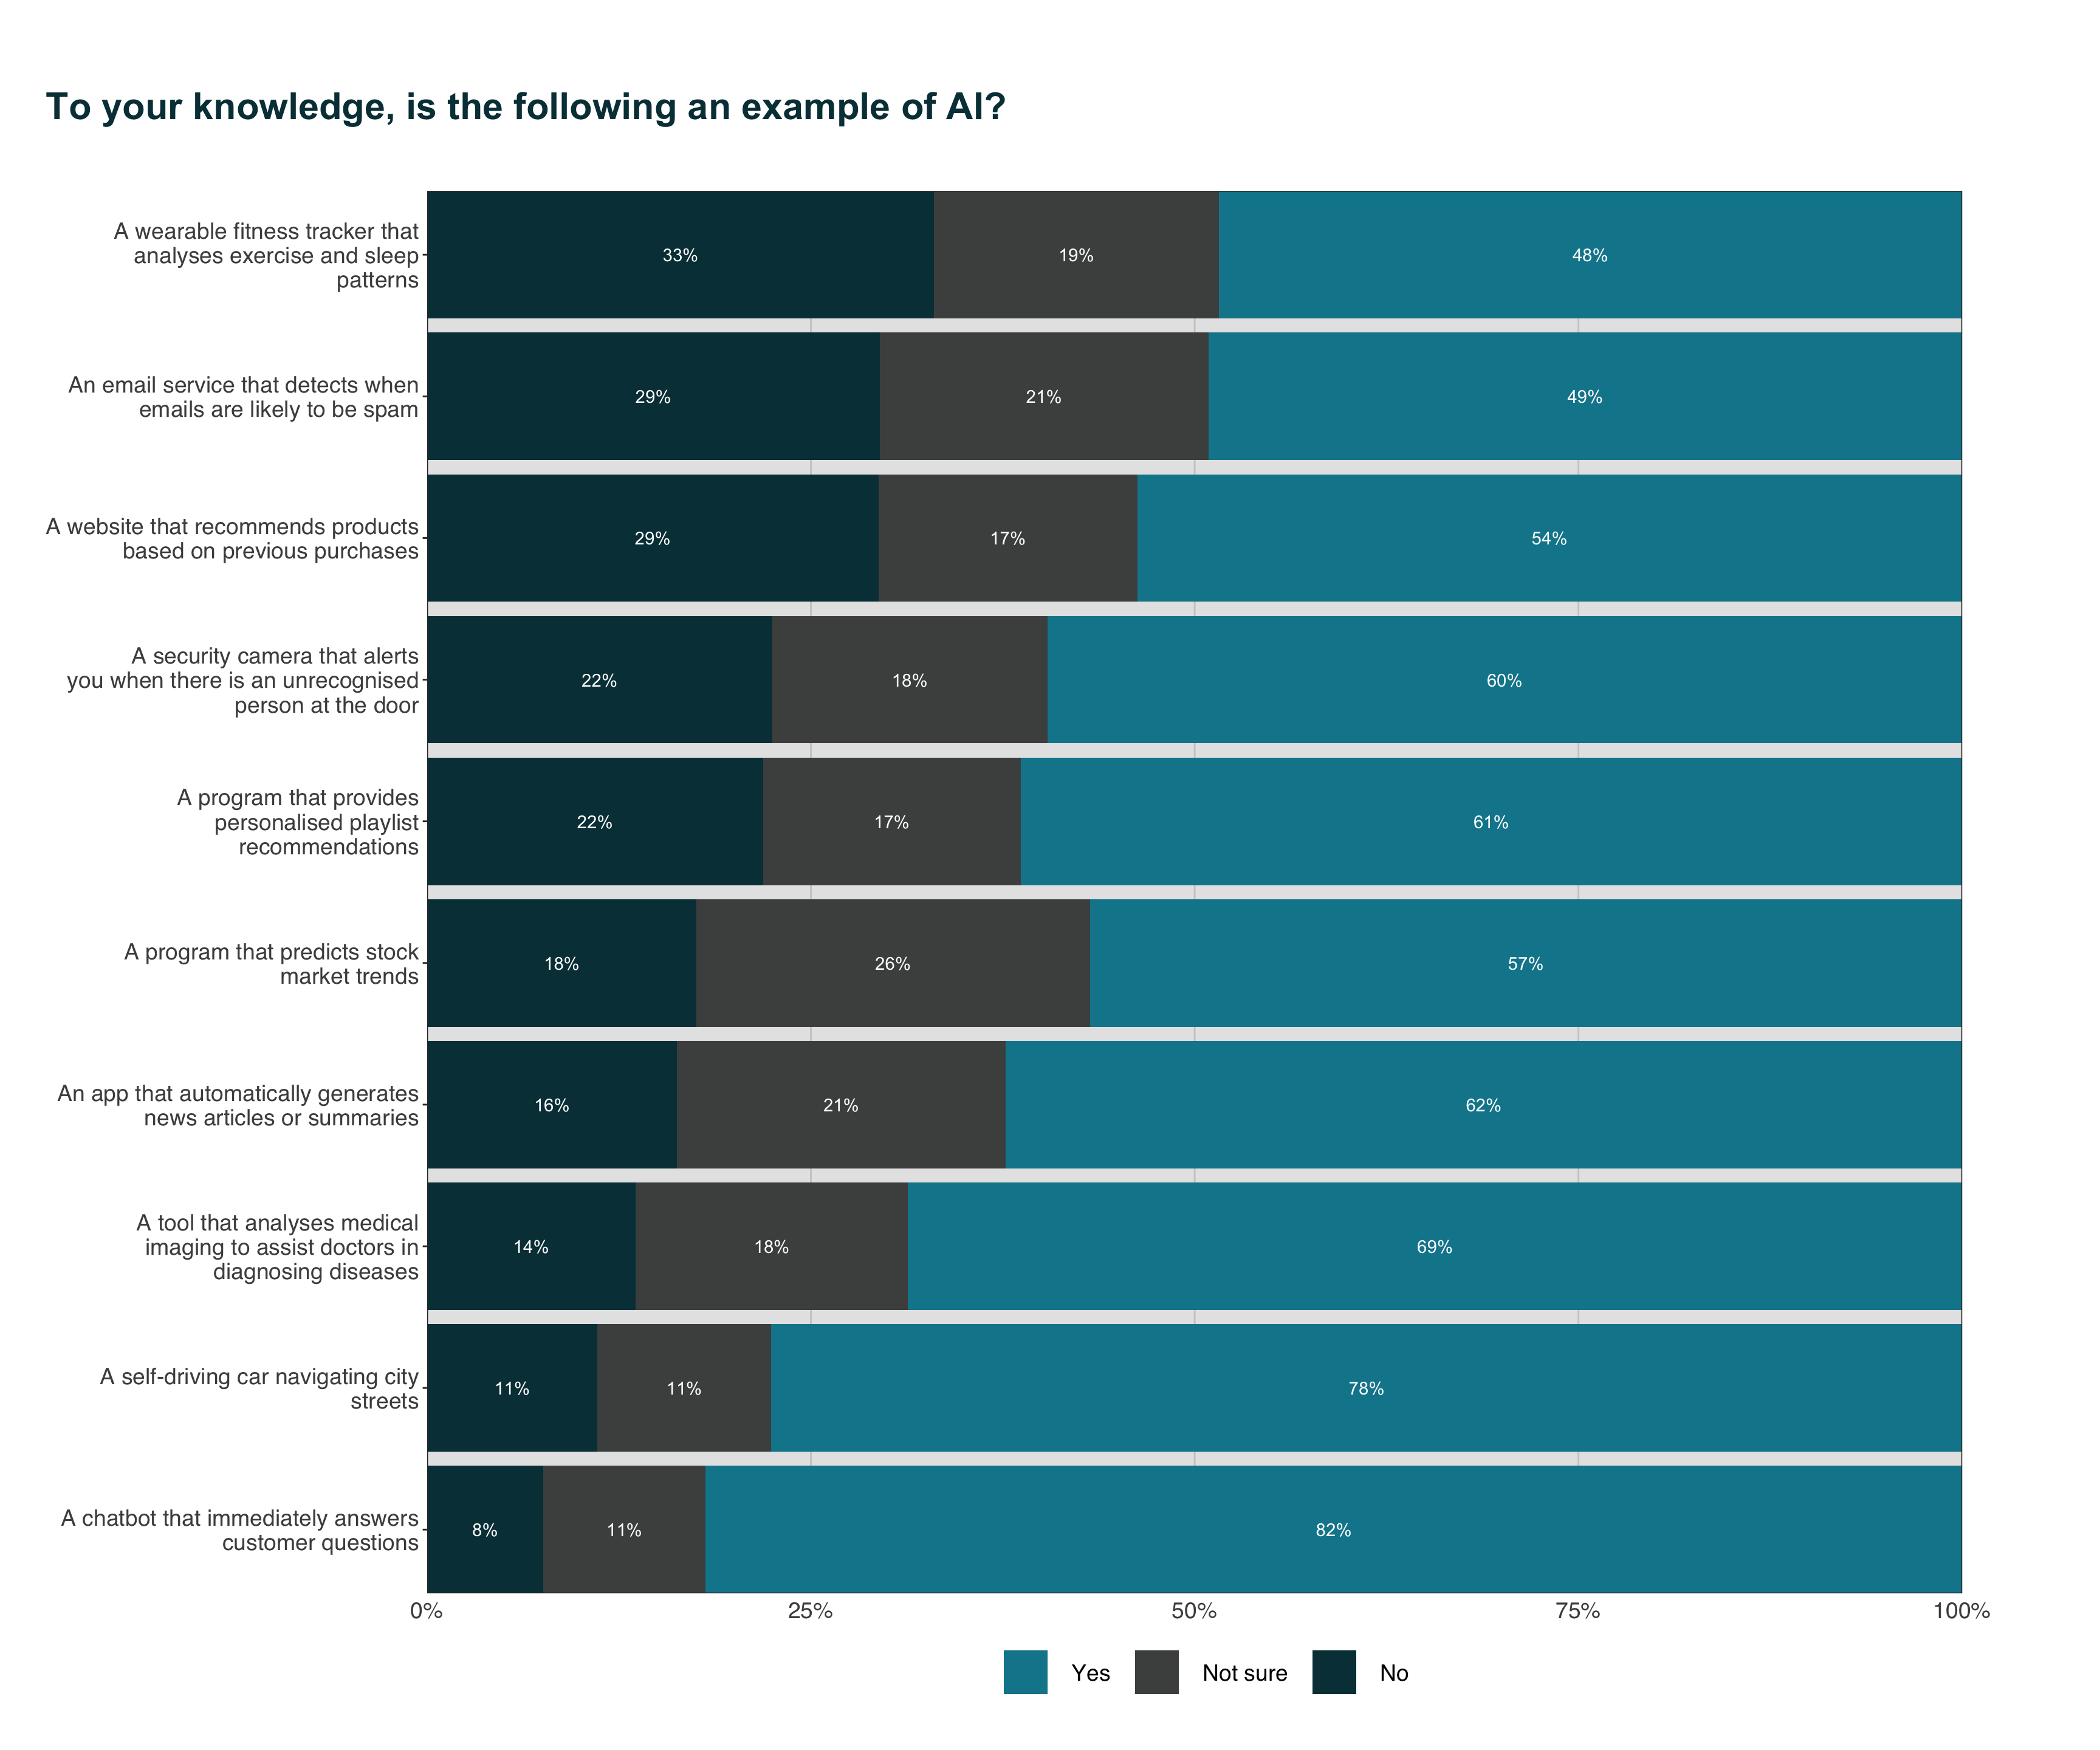 To your knowledge, is the following an example of AI?
A wearable fitness tracker that
analyses exercise and sleep
patterns
33% 19% 48%
An email service that detects when
emails are likely to be spam
29% 21% 49%
A website that recommends products
based on previous purchases
29% 17% 54%
A security camera that alerts
you when there is an unrecognised
person at the door
22% 18% 60%
A program that provides
personalised playlist
recommendations
22% 17% 61%
A program that predicts stock
market trends
18% 26% 57%
An app that automatically generates
news articles or summaries
16% 21% 62%
A tool that analyses medical
imaging to assist doctors in
diagnosing diseases
14% 18% 69%
A self-driving car navigating city
streets
11% 11% 78%
A chatbot that immediately answers
customer questions
8% 11% 82%
0% 25% 50% 75% 100%
Yes Not sure No